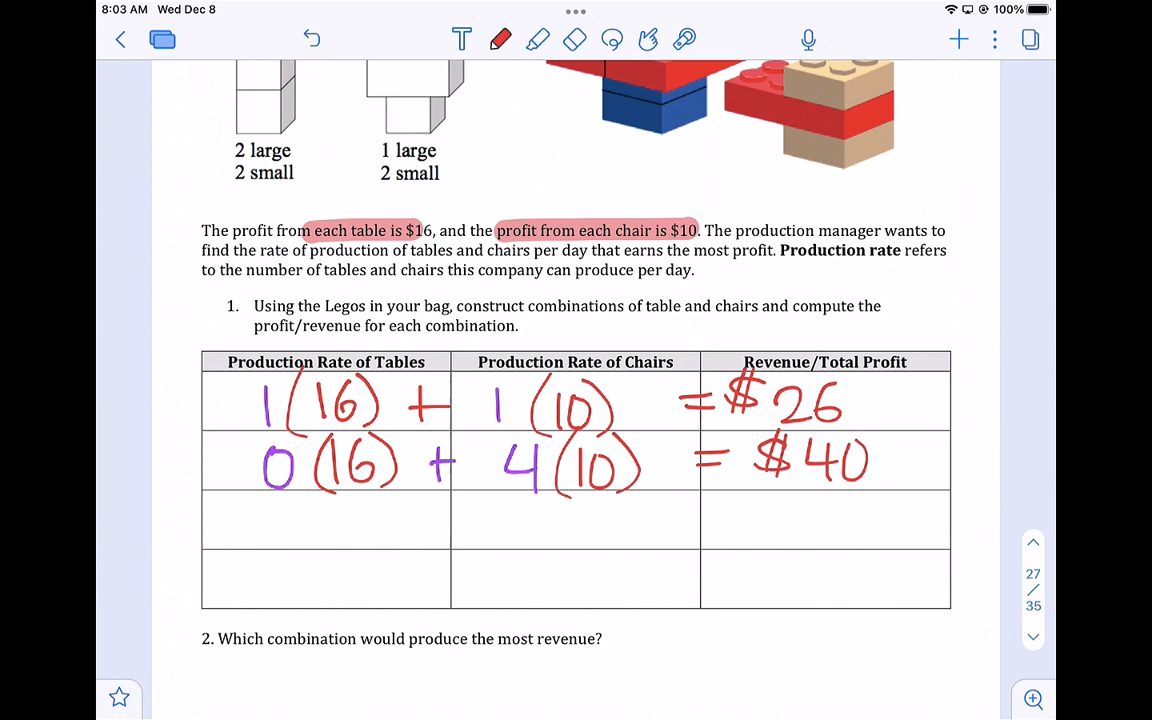 8:03 AM Wed Dec 8
100%
2 large
2 small
1 large
2 small
The profit from each table is $16, and the profit from each chair is $10. The production manager wants to
find the rate of production of tables and chairs per day that earns the most profit. Production rate refers
to the number of tables and chairs this company can produce per day.
1. Using the Legos in your bag, construct combinations of table and chairs and compute the
profit/revenue for each combination.
Production Rate of Tables Production Rate of Chairs Revenue/Total Profit
1 (16) + 1 (10) = $ 26
0 (16) + 4 (10) = $ 40
27
/
35
2. Which combination would produce the most revenue?